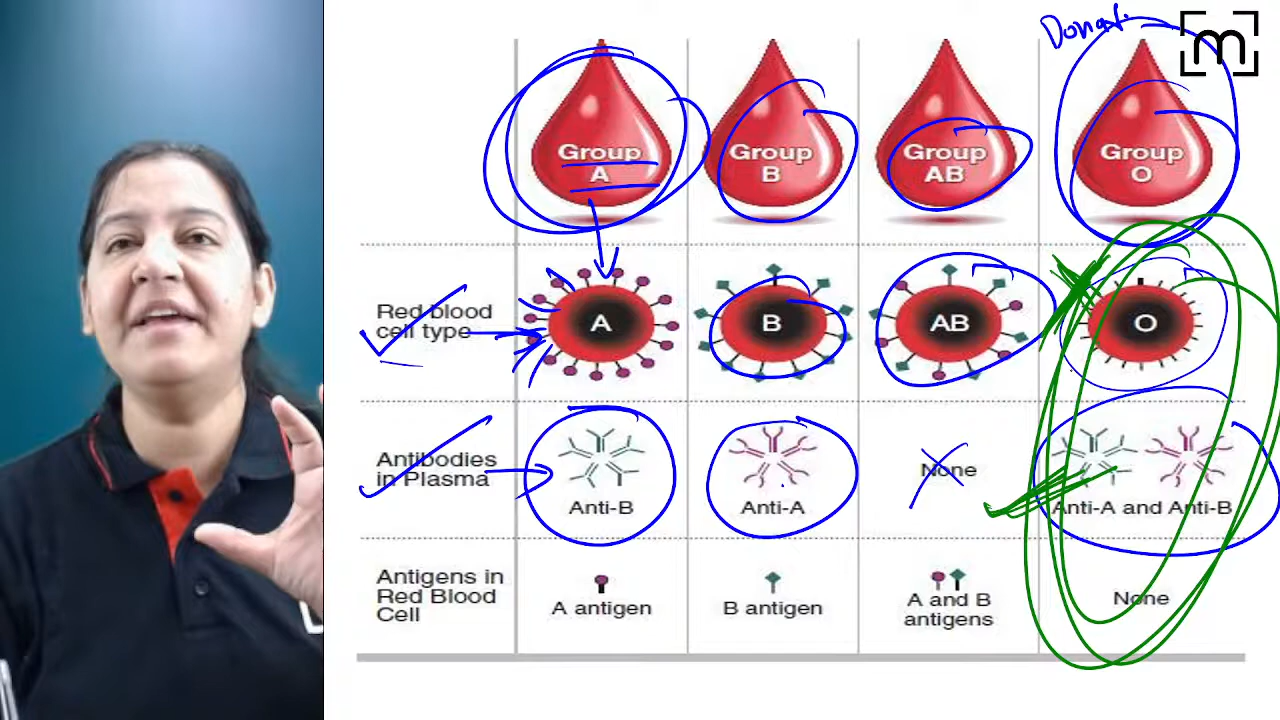 Donat
m
Group
A
Group
B
Group
AB
Group
O
Red blood
cell type
A
B
AB
O
Antibodies
in Plasma
Anti-B
Anti-A
None
Anti-A and Anti-B
Antigens in
Red Blood
Cell
A antigen
B antigen
A and B
antigens
None